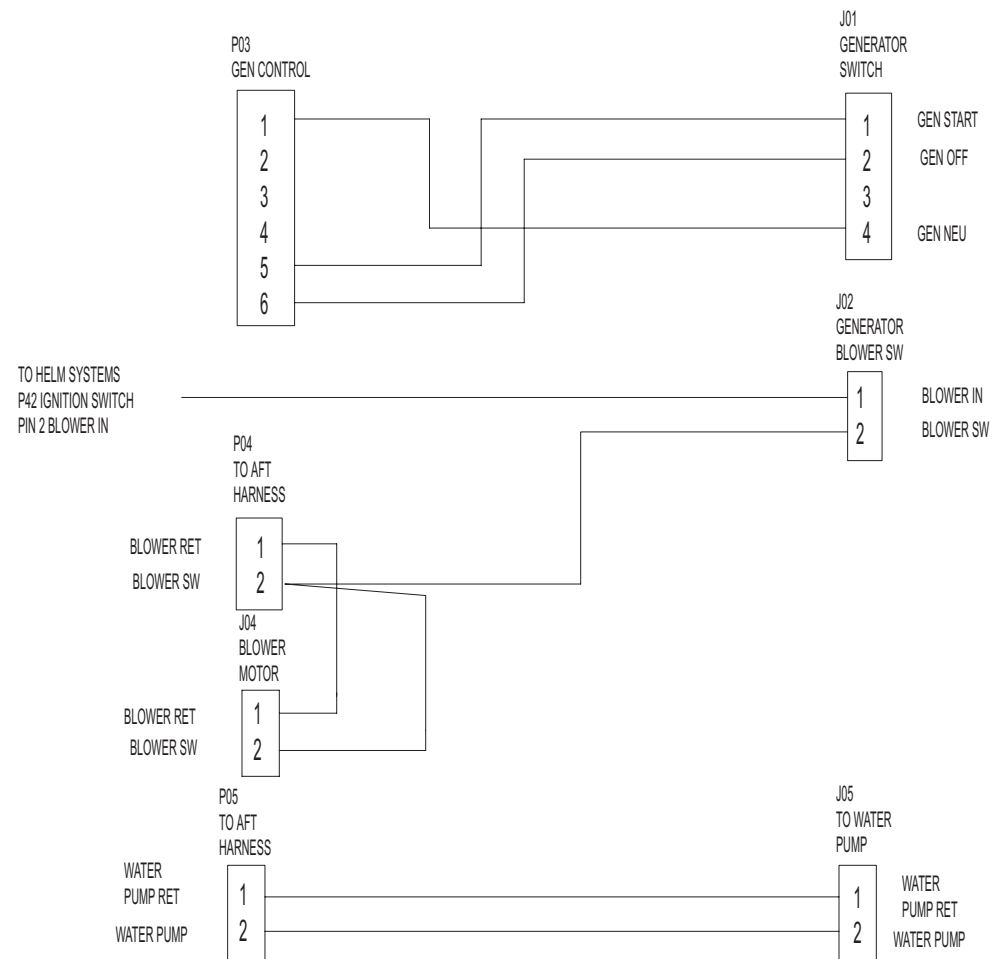 P03
GEN CONTROL
1
2
3
4
5
6
J01
GENERATOR
SWITCH
1
2
3
4
GEN START
GEN OFF
GEN NEU
J02
GENERATOR
BLOWER SW
1
2
BLOWER IN
BLOWER SW
TO HELM SYSTEMS
P42 IGNITION SWITCH
PIN 2 BLOWER IN
P04
TO AFT
HARNESS
BLOWER RET
BLOWER SW
1
2
J04
BLOWER
MOTOR
BLOWER RET
BLOWER SW
1
2
P05
TO AFT
HARNESS
WATER
PUMP RET
WATER PUMP
1
2
J05
TO WATER
PUMP
1
2
WATER
PUMP RET
WATER PUMP